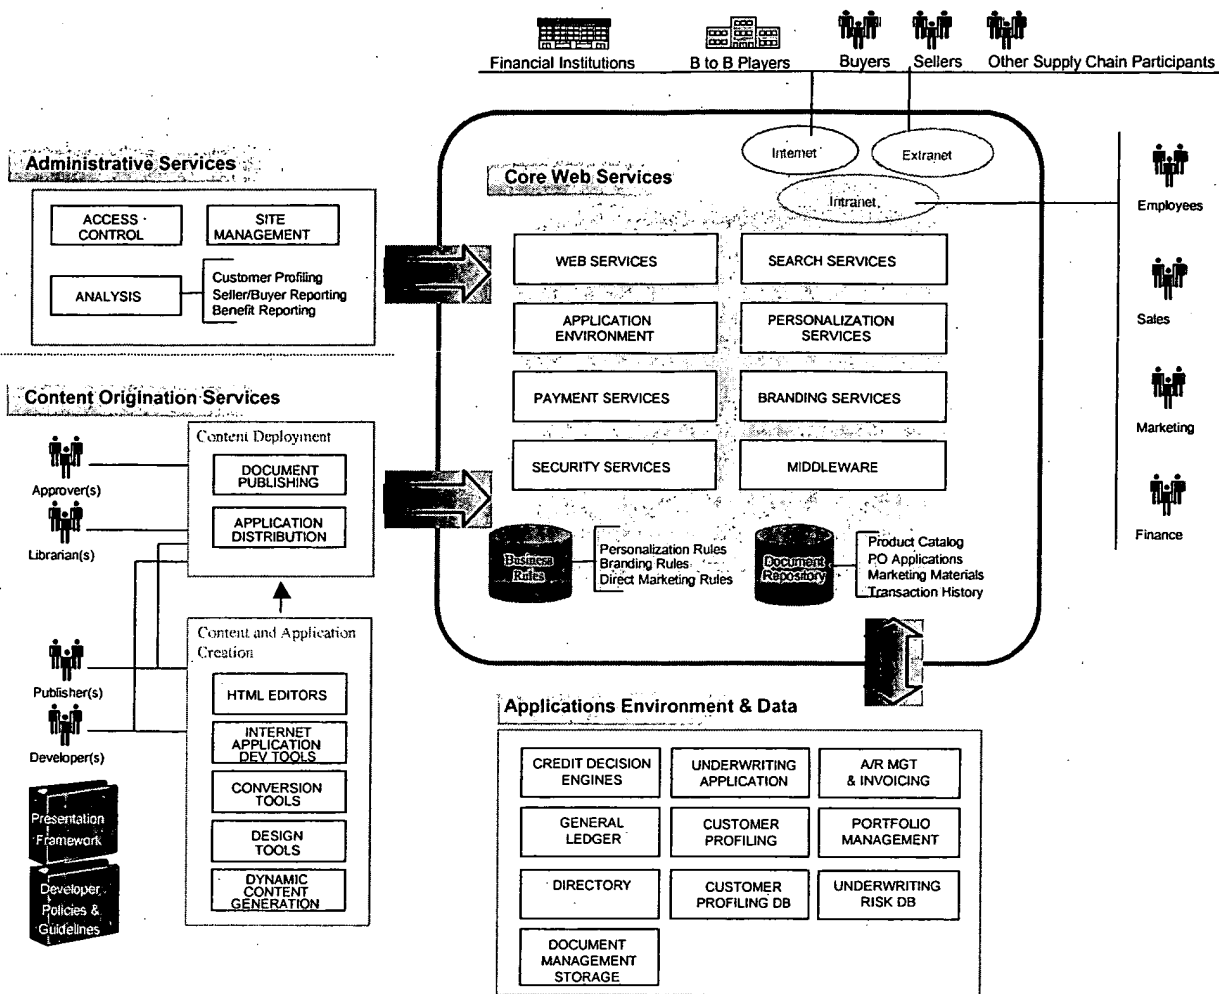 Financial Institutions
B to B Players
Buyers
Sellers
Other Supply Chain Participants
Administrative Services
ACCESS
CONTROL
SITE
MANAGEMENT
ANALYSIS
Customer Profiling
Seller/Buyer Reporting
Benefit Reporting
Content Origination Services
Approver(s)
Librarian(s)
Publisher(s)
Developer(s)
Content Deployment
DOCUMENT
PUBLISHING
APPLICATION
DISTRIBUTION
Content and Application
Creation
HTML EDITORS
INTERNET
APPLICATION
DEV TOOLS
CONVERSION
TOOLS
DESIGN
TOOLS
DYNAMIC
CONTENT
GENERATION
Presentation
Framework
Developer
Policies &
Guidelines
Core Web Services
Internet
Extranet
Intranet
WEB SERVICES
SEARCH SERVICES
APPLICATION
ENVIRONMENT
PERSONALIZATION
SERVICES
PAYMENT SERVICES
BRANDING SERVICES
SECURITY SERVICES
MIDDLEWARE
Business
Rules
Personalization Rules
Branding Rules
Direct Marketing Rules
Document
Repository
Product Catalog
PO Applications
Marketing Materials
Transaction History
Employees
Sales
Marketing
Finance
Applications Environment & Data
CREDIT DECISION
ENGINES
UNDERWRITING
APPLICATION
A/R MGT
& INVOICING
GENERAL
LEDGER
CUSTOMER
PROFILING
PORTFOLIO
MANAGEMENT
DIRECTORY
CUSTOMER
PROFILING DB
UNDERWRITING
RISK DB
DOCUMENT
MANAGEMENT
STORAGE